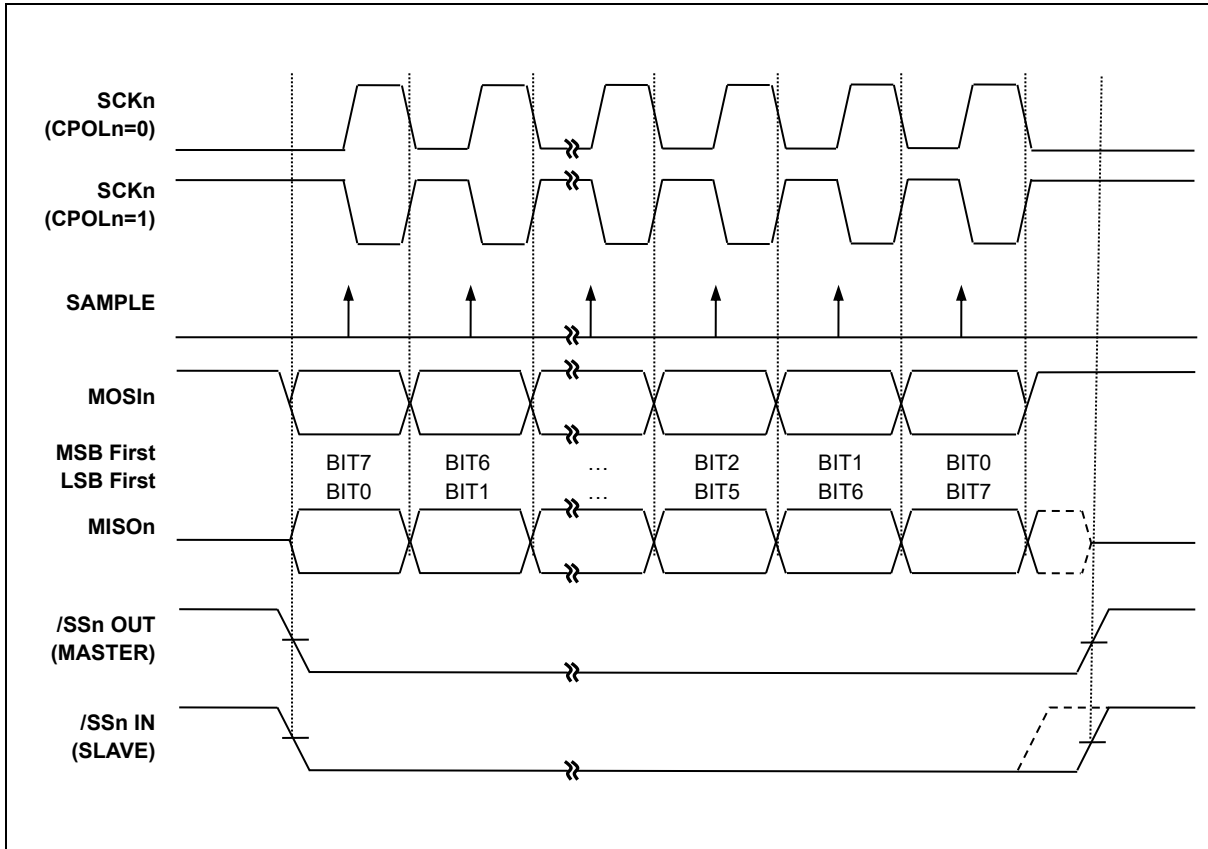 SCKn
(CPOLn=0)
SCKn
(CPOLn=1)
SAMPLE
MOSIn
MSB First
LSB First
BIT7 BIT6 ... BIT2 BIT1 BIT0
BIT0 BIT1 ... BIT5 BIT6 BIT7
MISOn
/SSn OUT
(MASTER)
/SSn IN
(SLAVE)